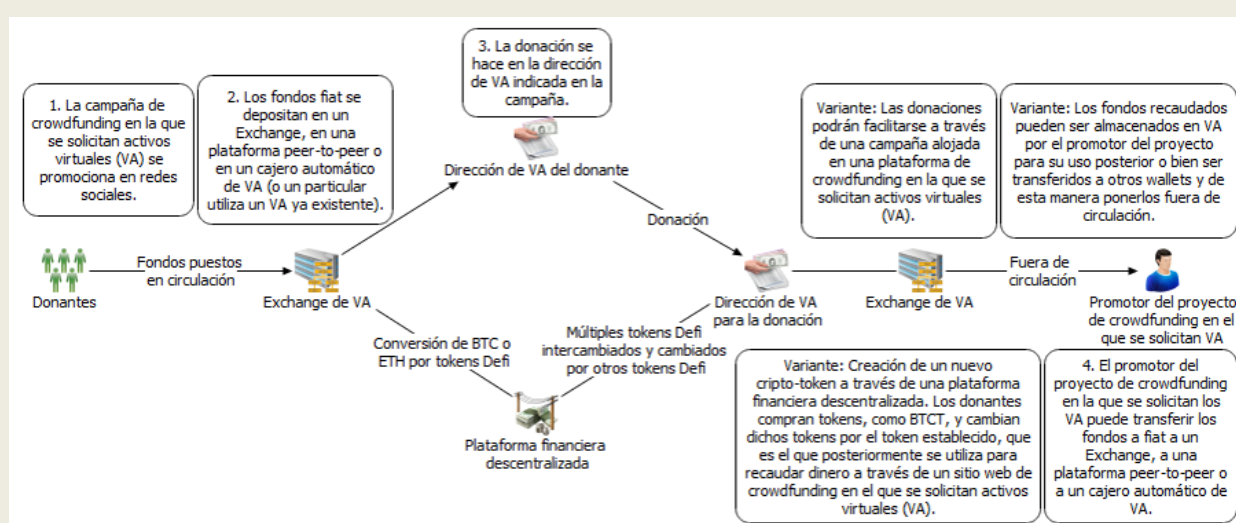 1. La campaña de
crowdfunding en la que
se solicitan activos
virtuales (VA) se
promociona en redes
sociales.
2. Los fondos fiat se
depositan en un
Exchange, en una
plataforma peer-to-peer o
en un cajero automático
de VA (o un particular
utiliza un VA ya existente).
3. La donación se
hace en la dirección
de VA indicada en la
campaña.
Dirección de VA del donante
Variante: Las donaciones
podrán facilitarse a través
de una campaña alojada
en una plataforma de
crowdfunding en la que se
solicitan activos virtuales
(VA).
Variante: Los fondos recaudados
pueden ser almacenados en VA
por el promotor del proyecto
para su uso posterior o bien ser
transferidos a otros wallets y de
esta manera ponerlos fuera de
circulación.
Donación
Donantes
Fondos puestos
en circulación
Exchange de VA
Dirección de VA
para la donación
Exchange de VA
Fuera de
circulación
Promotor del proyecto
de crowdfunding en el
que se solicitan VA
Conversión de BTC o
ETH por tokens Defi
Múltiples tokens Defi
intercambiados y cambiados
por otros tokens Defi
Plataforma financiera
descentralizada
Variante: Creación de un nuevo
cripto-token a través de una plataforma
financiera descentralizada. Los donantes
compran tokens, como BTCT, y cambian
dichos tokens por el token establecido, que
es el que posteriormente se utiliza para
recaudar dinero a través de un sitio web de
crowdfunding en el que se solicitan activos
virtuales (VA).
4. El promotor del
proyecto de crowdfunding
en la que se solicitan los
VA puede transferir los
fondos a fiat a un
Exchange, a una
plataforma peer-to-peer o
a un cajero automático de
VA.